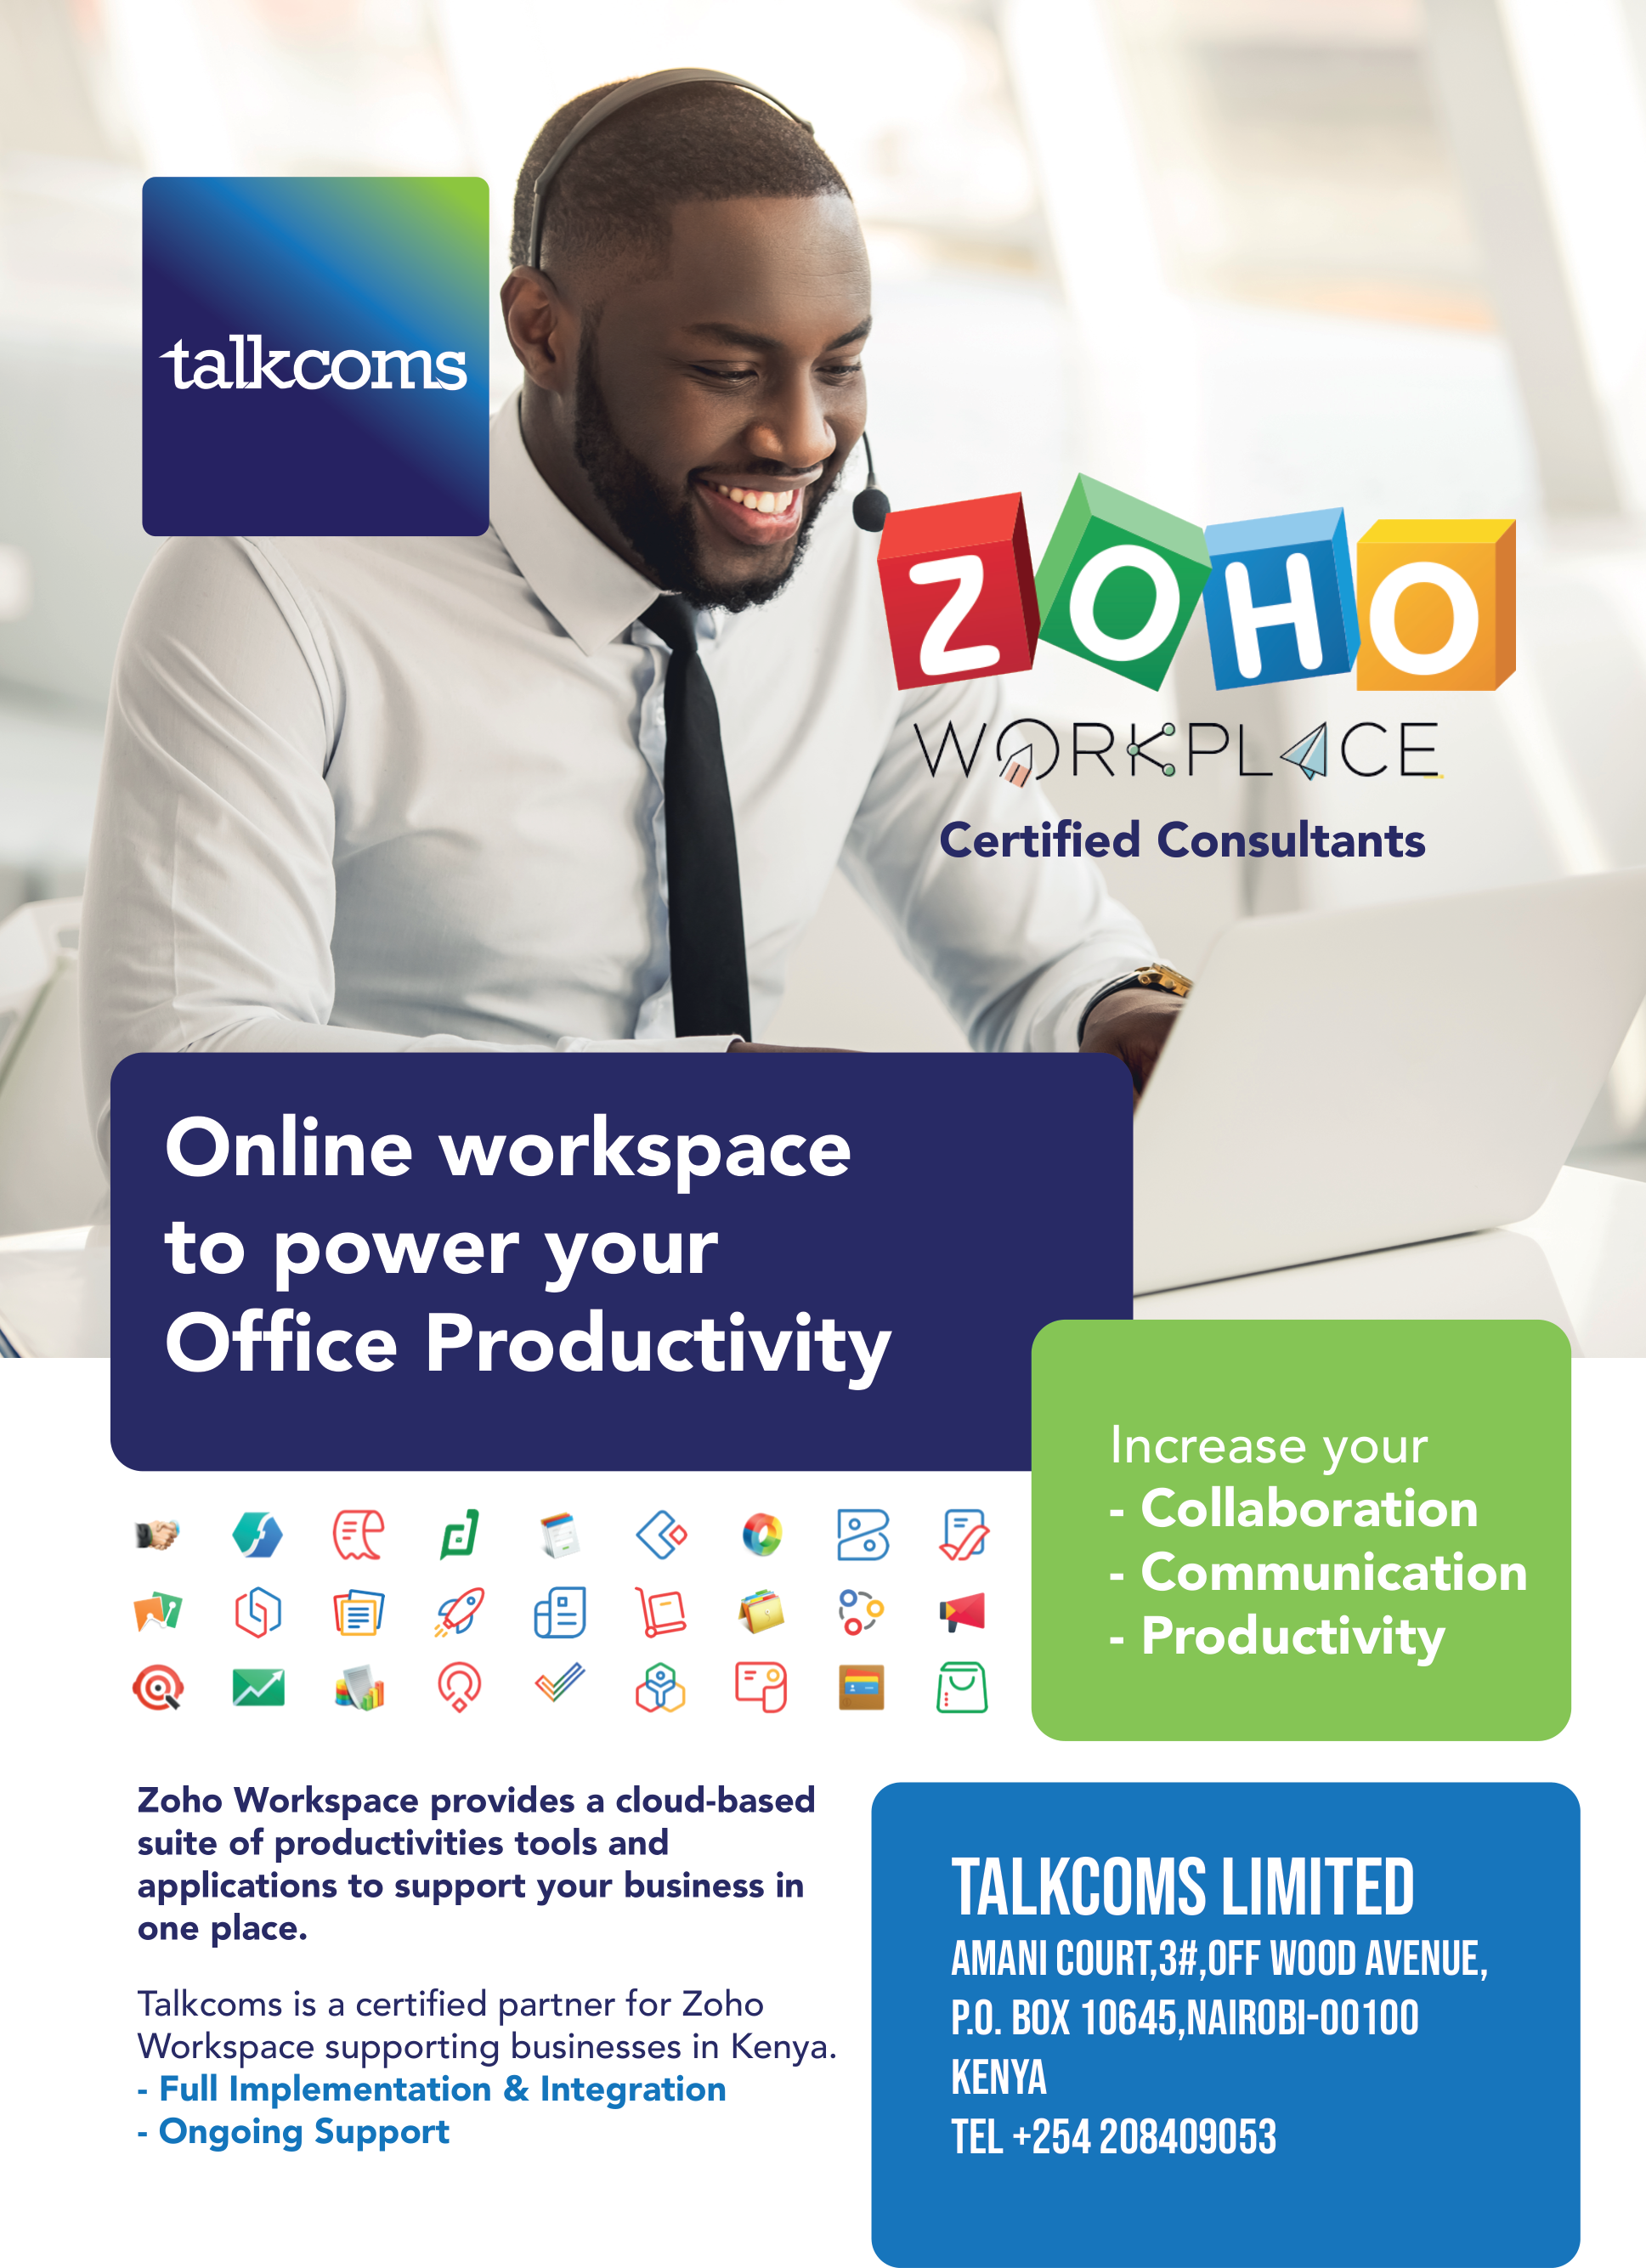 talkcoms
ZOHO
WORKPLACE
Certified Consultants
Online workspace
to power your
Office Productivity
Increase your
- Collaboration
- Communication
- Productivity
Zoho Workspace provides a cloud-based
suite of productivities tools and
applications to support your business in
one place.
Talkcoms is a certified partner for Zoho
Workspace supporting businesses in Kenya.
- Full Implementation & Integration
- Ongoing Support
TALKCOMS LIMITED
AMANI COURT,3#,OFF WOOD AVENUE,
P.O. BOX 10645,NAIROBI-00100
KENYA
TEL +254 208409053